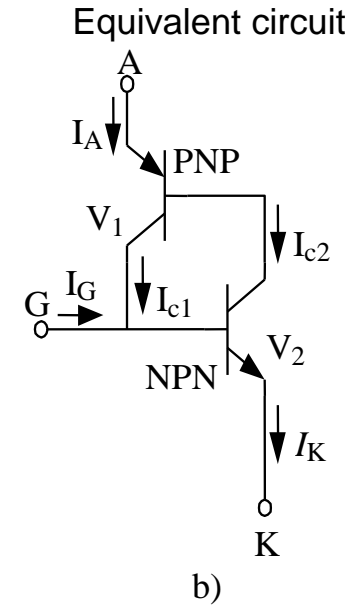 Equivalent circuit
A
I_A
PNP
V_1
I_c2
G
I_G
I_c1
V_2
NPN
I_K
K
b)